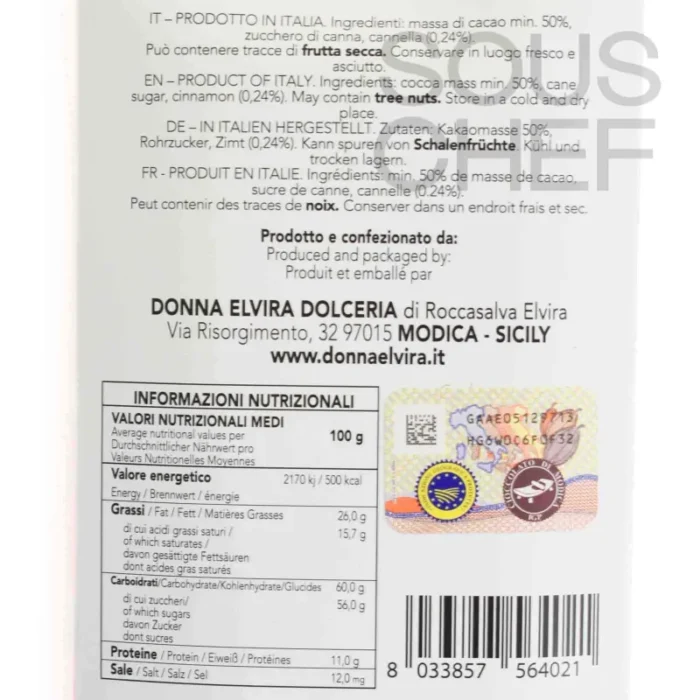 SOUS
CHEF
IT – PRODOTTO IN ITALIA. Ingredienti: massa di cacao min. 50%,
zucchero di canna, cannella (0,24%).
Può contenere tracce di frutta secca. Conservare in luogo fresco e
asciutto.
EN – PRODUCT OF ITALY. Ingredients: cocoa mass min. 50%, cane
sugar, cinnamon (0,24%). May contain tree nuts. Store in a cold and dry
place.
DE – IN ITALIEN HERGESTELLT. Zutaten: Kakaomasse 50%,
Rohrzucker, Zimt (0,24%). Kann spuren von Schalenfrüchte. Kühl und
trocken lagern.
FR - PRODUIT EN ITALIE. Ingrédients: min. 50% de masse de cacao,
sucre de canne, cannelle (0.24%).
Peut contenir des traces de noix. Conserver dans un endroit frais et sec.
Prodotto e confezionato da:
Produced and packaged by:
Produit et emballé par
DONNA ELVIRA DOLCERIA di Roccasalva Elvira
Via Risorgimento, 32 97015 MODICA - SICILY
www.donnaelvira.it
INFORMAZIONI NUTRIZIONALI
VALORI NUTRIZIONALI MEDI
Average nutritional values per 100 g
Durchschnittlicher Nährwert pro
Valeurs Nutritionelles Moyennes
Valore energetico 2170 kj / 500 kcal
Energy / Brennwert / énergie
Grassi / Fat / Fett / Matières Grasses 26,0 g
di cui acidi grassi saturi / 15,7 g
of which saturates /
davon gesättigte Fettsäuren
dont acides gras saturés
Carboidrati/Carbohydrate/Kohlenhydrate/Glucides 60,0 g
di cui zuccheri/ 56,0 g
of which sugars
davon Zucker
dont sucres
Proteine / Protein / Eiweiß / Protéines 11,0 g
Sale / Salt / Salz / Sel 12,0 mg
CIOCCOLATO DI MODICA
IGP
8 033857 564021